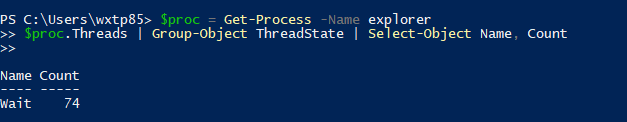 PS C:\Users\wxtp85> $proc = Get-Process -Name explorer
>> $proc.Threads | Group-Object ThreadState | Select-Object Name, Count
>>
Name Count
---- -----
Wait    74